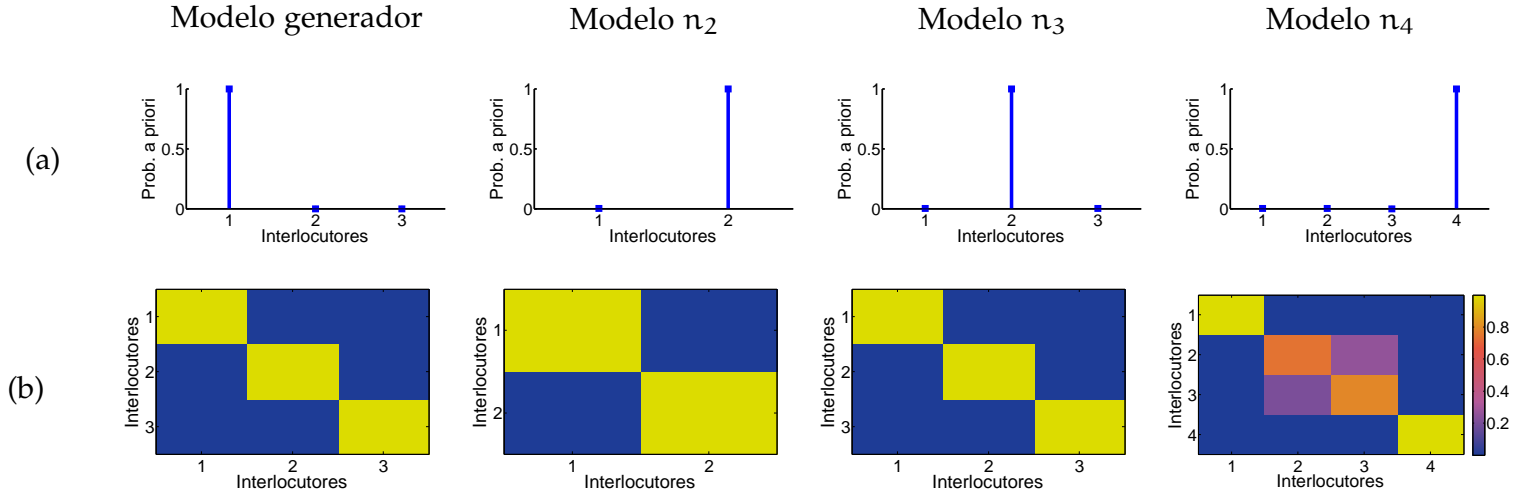 Modelo generador
Modelo n2
Modelo n3
Modelo n4
(a)
Prob. a priori
1
0.5
0
1 2 3
Interlocutores
Prob. a priori
1
0.5
0
1 2
Interlocutores
Prob. a priori
1
0.5
0
1 2 3
Interlocutores
Prob. a priori
1
0.5
0
1 2 3 4
Interlocutores
(b)
Interlocutores
1
2
3
1 2 3
Interlocutores
Interlocutores
1
2
1 2
Interlocutores
Interlocutores
1
2
3
1 2 3
Interlocutores
Interlocutores
1
2
3
4
1 2 3 4
Interlocutores
0.8
0.6
0.4
0.2